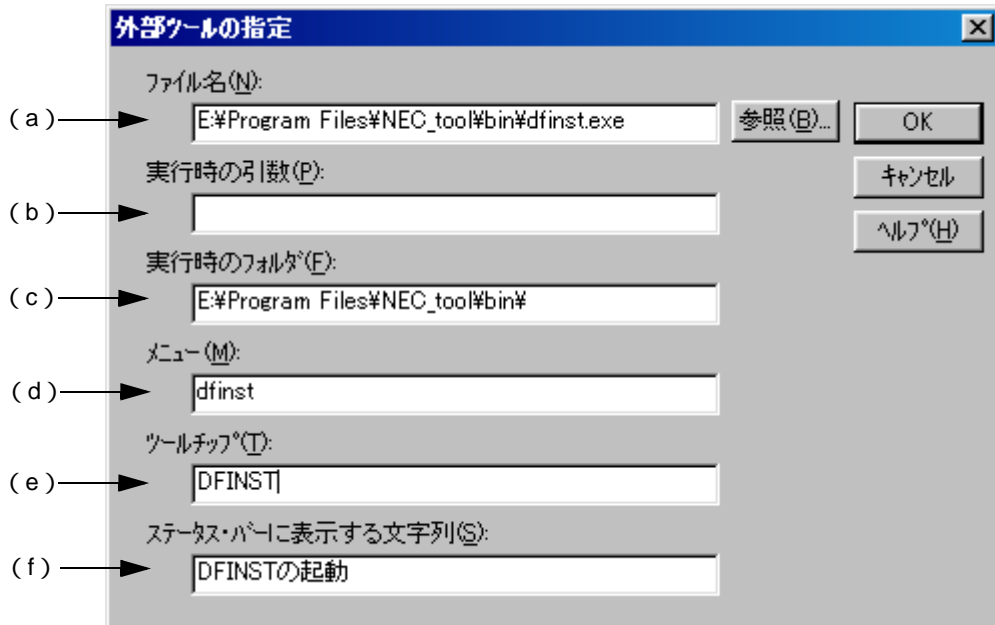 外部ツールの指定
ファイル名(N):
(a) E:¥Program Files¥NEC_tool¥bin¥dfinst.exe 参照(B)... OK
実行時の引数(P): キャンセル
(b) ヘルプ(H)
実行時のフォルダ(F):
(c) E:¥Program Files¥NEC_tool¥bin¥
メニュー(M):
(d) dfinst
ツールチップ(T):
(e) DFINST
ステータス・バーに表示する文字列(S):
(f) DFINSTの起動